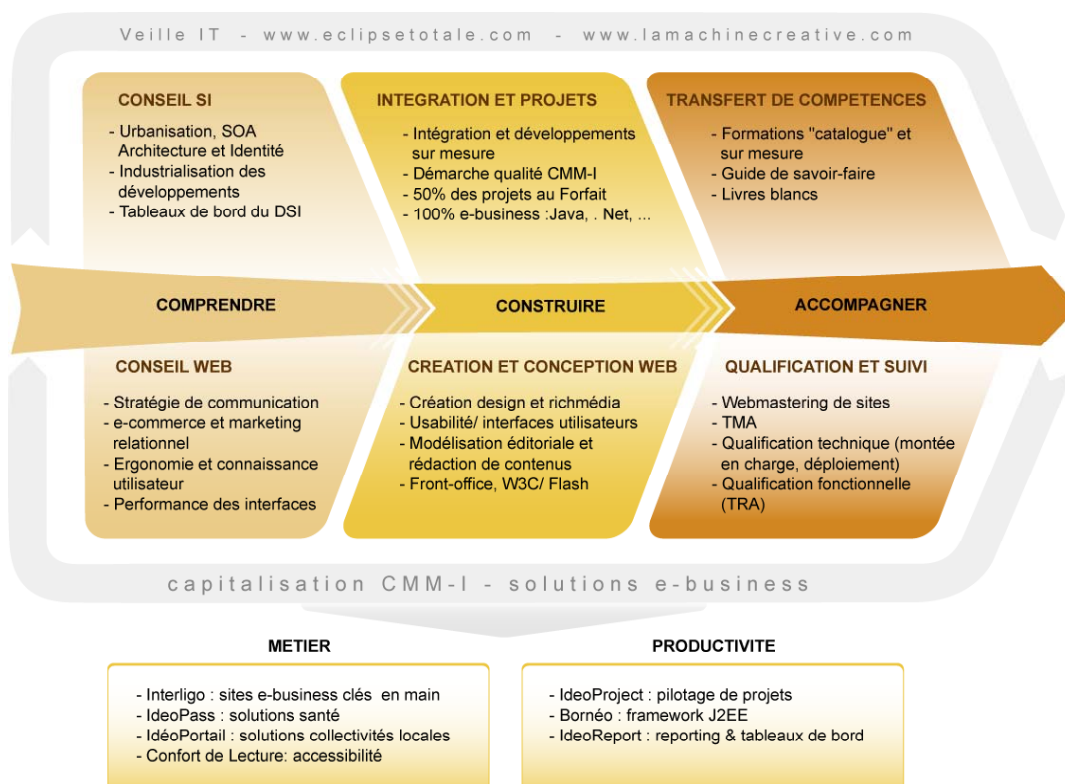 Veille IT - www.eclipsetotale.com - www.lamachinecreative.com
CONSEIL SI
- Urbanisation, SOA
Architecture et Identité
- Industrialisation des
développements
- Tableaux de bord du DSI
INTEGRATION ET PROJETS
- Intégration et développements
sur mesure
- Démarche qualité CMM-I
- 50% des projets au Forfait
- 100% e-business :Java, . Net, ...
TRANSFERT DE COMPETENCES
- Formations "catalogue" et
sur mesure
- Guide de savoir-faire
- Livres blancs
COMPRENDRE
CONSTRUIRE
ACCOMPAGNER
CONSEIL WEB
- Stratégie de communication
- e-commerce et marketing
relationnel
- Ergonomie et connaissance
utilisateur
- Performance des interfaces
CREATION ET CONCEPTION WEB
- Création design et richmédia
- Usabilité/ interfaces utilisateurs
- Modélisation éditoriale et
rédaction de contenus
- Front-office, W3C/ Flash
QUALIFICATION ET SUIVI
- Webmastering de sites
- TMA
- Qualification technique (montée
en charge, déploiement)
- Qualification fonctionnelle
(TRA)
capitalisation CMM-I - solutions e-business
METIER
- Interligo : sites e-business clés en main
- IdeoPass : solutions santé
- IdéoPortail : solutions collectivités locales
- Confort de Lecture: accessibilité
PRODUCTIVITE
- IdeoProject : pilotage de projets
- Bornéo : framework J2EE
- IdeoReport : reporting & tableaux de bord